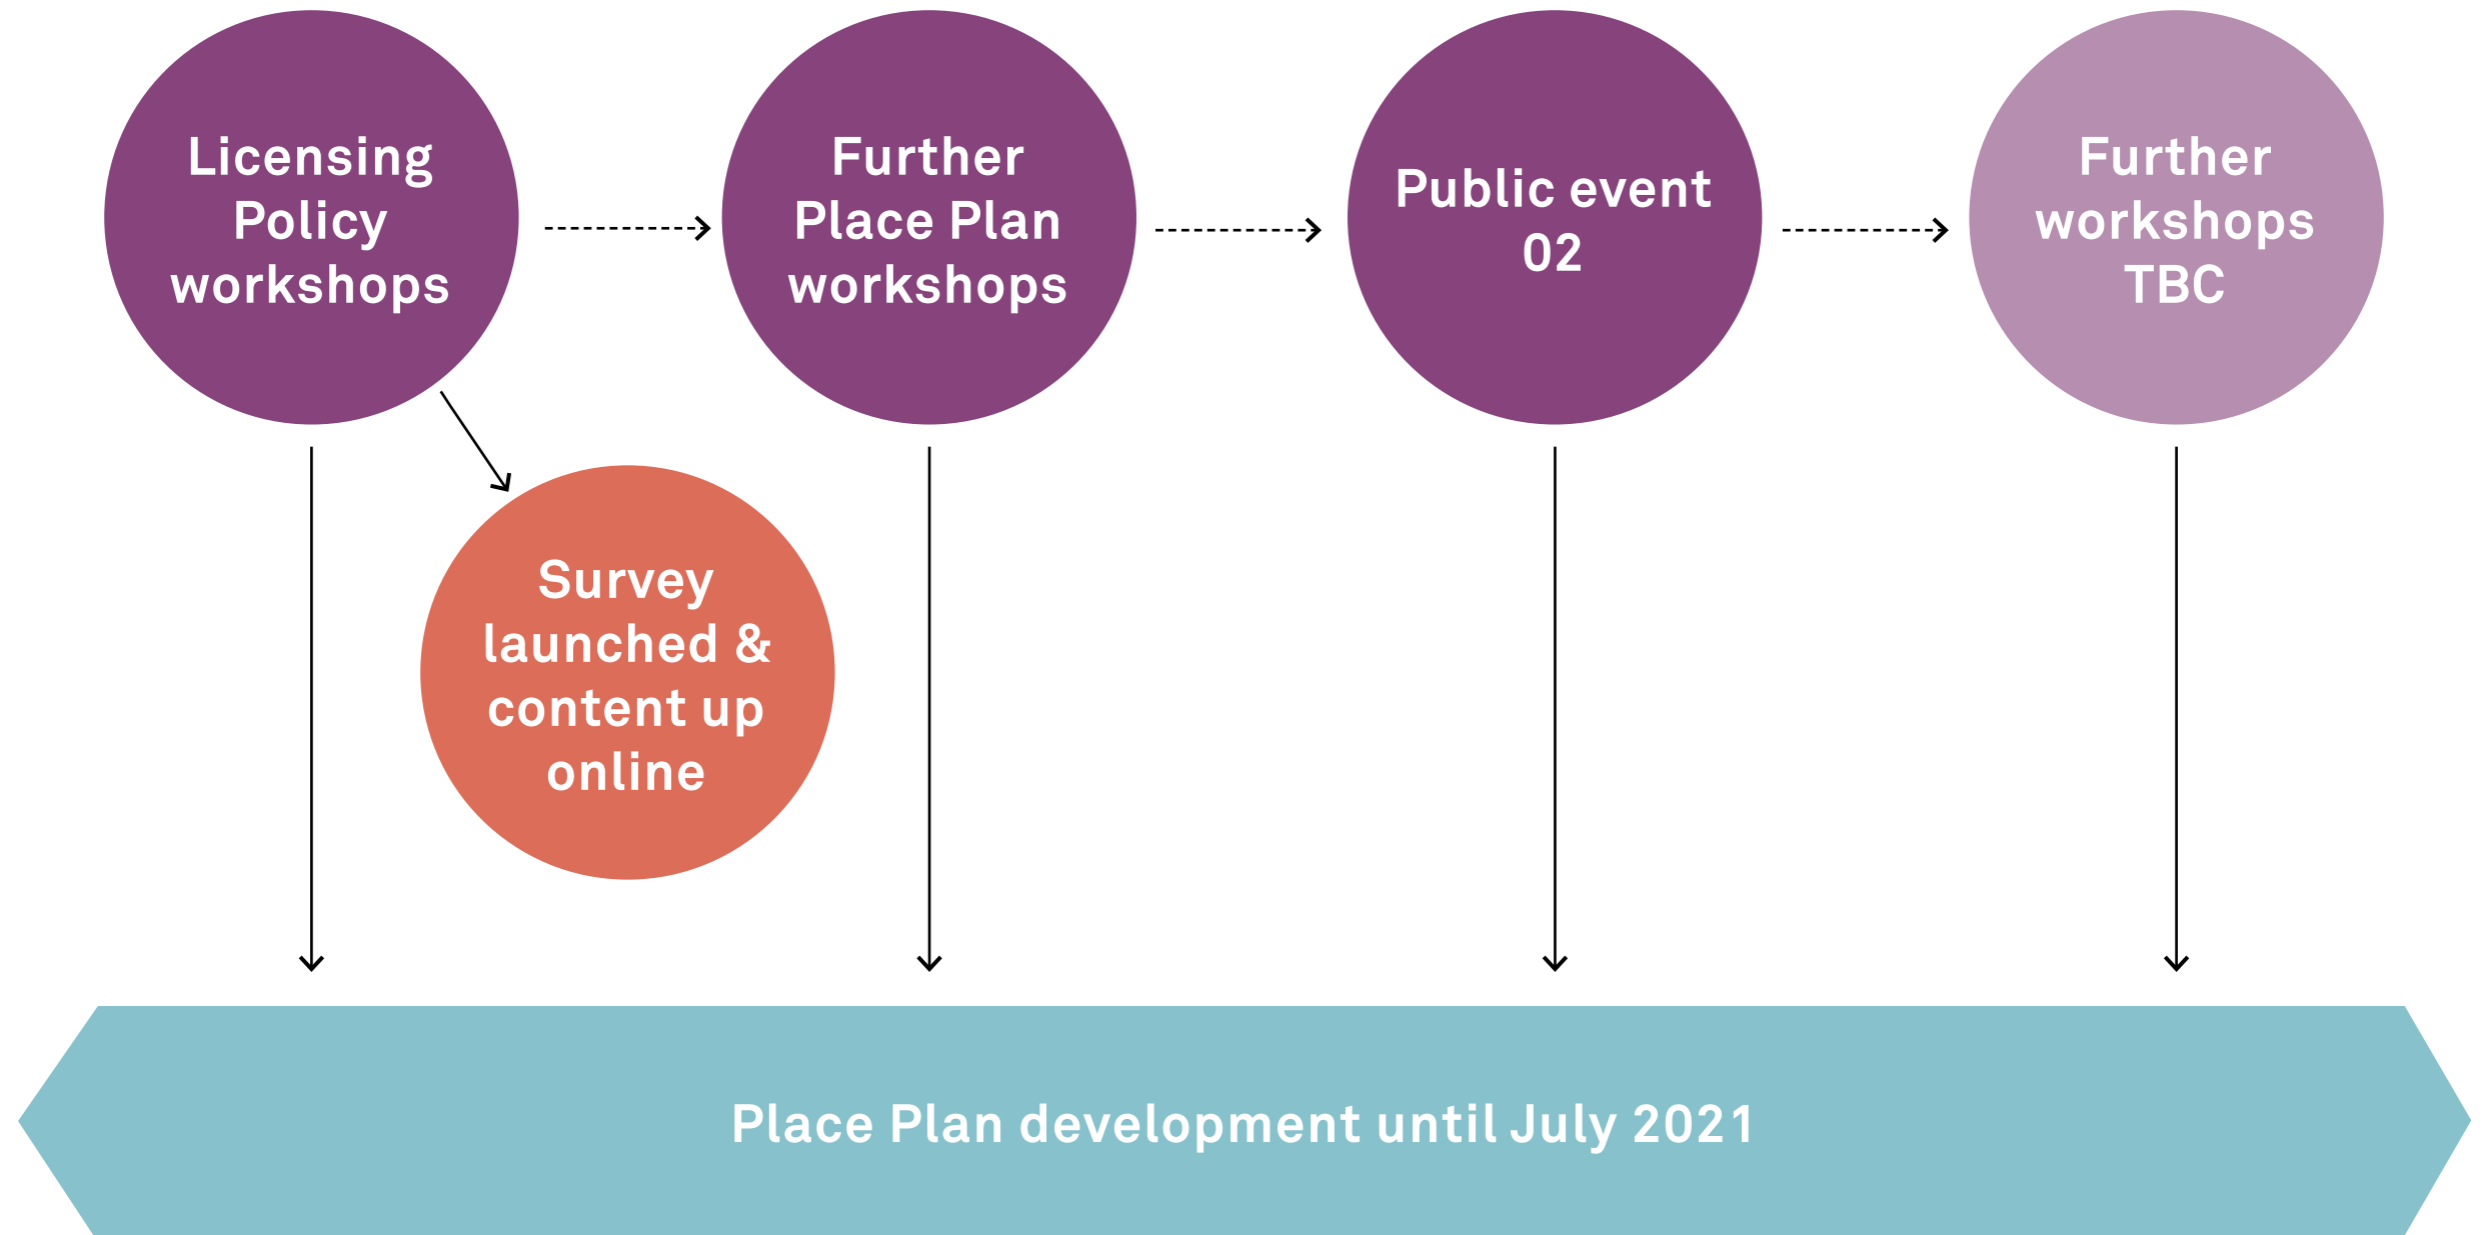 Licensing
Policy
workshops
Further
Place Plan
workshops
Public event
02
Further
workshops
TBC
Survey
launched &
content up
online
Place Plan development until July 2021